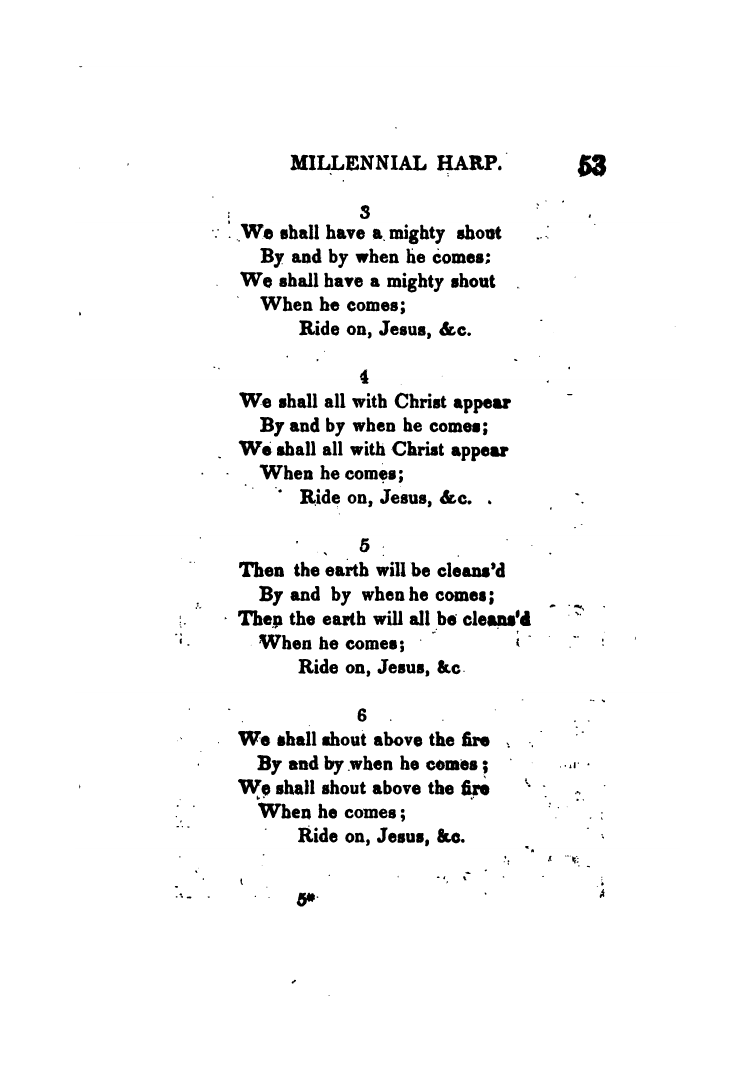 MILLENNIAL HARP. 53
3
We shall have a mighty shout
By and by when he comes:
We shall have a mighty shout
When he comes;
Ride on, Jesus, &c.
4
We shall all with Christ appear
By and by when he comes;
We shall all with Christ appear
When he comes;
Ride on, Jesus, &c.
5
Then the earth will be cleans'd
By and by when he comes;
Then the earth will all be cleans'd
When he comes;
Ride on, Jesus, &c
6
We shall shout above the fire
By and by when he comes;
We shall shout above the fire
When he comes;
Ride on, Jesus, &c.
5*